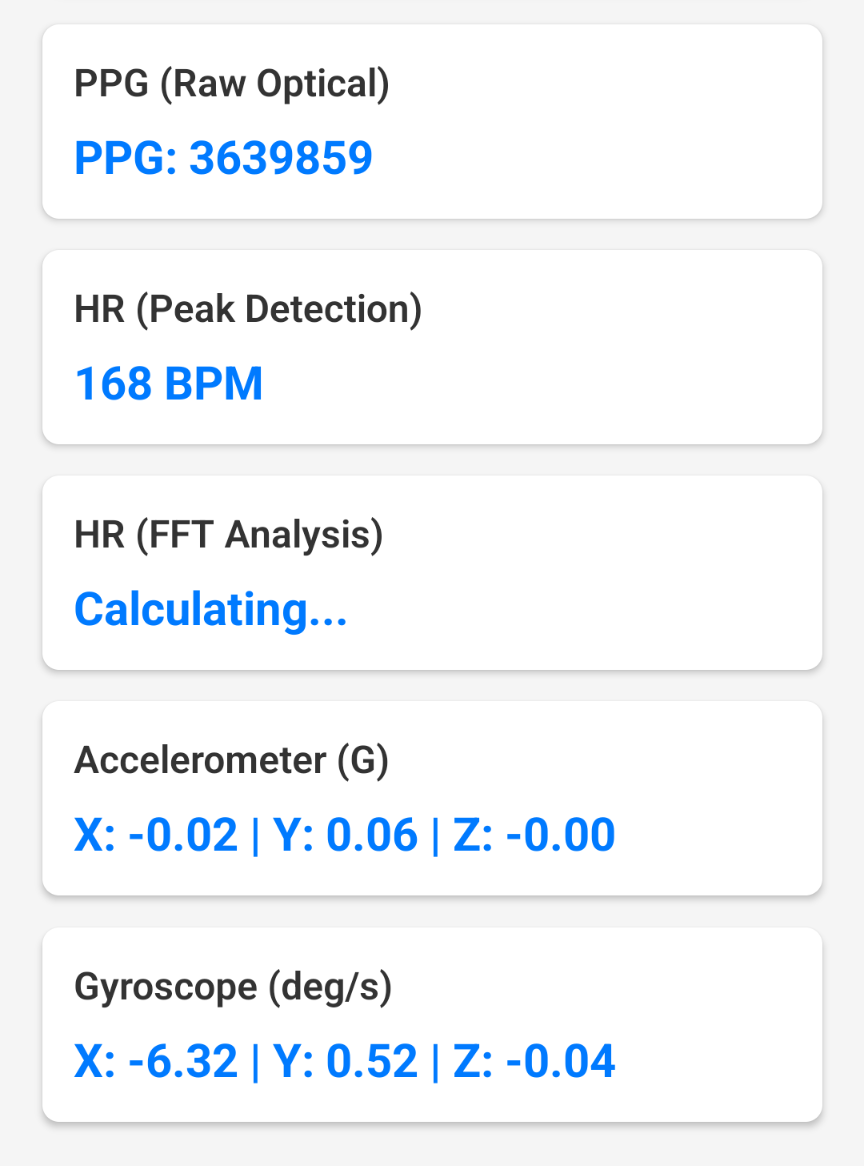 PPG (Raw Optical)
PPG: 3639859
HR (Peak Detection)
168 BPM
HR (FFT Analysis)
Calculating...
Accelerometer (G)
X: -0.02 | Y: 0.06 | Z: -0.00
Gyroscope (deg/s)
X: -6.32 | Y: 0.52 | Z: -0.04